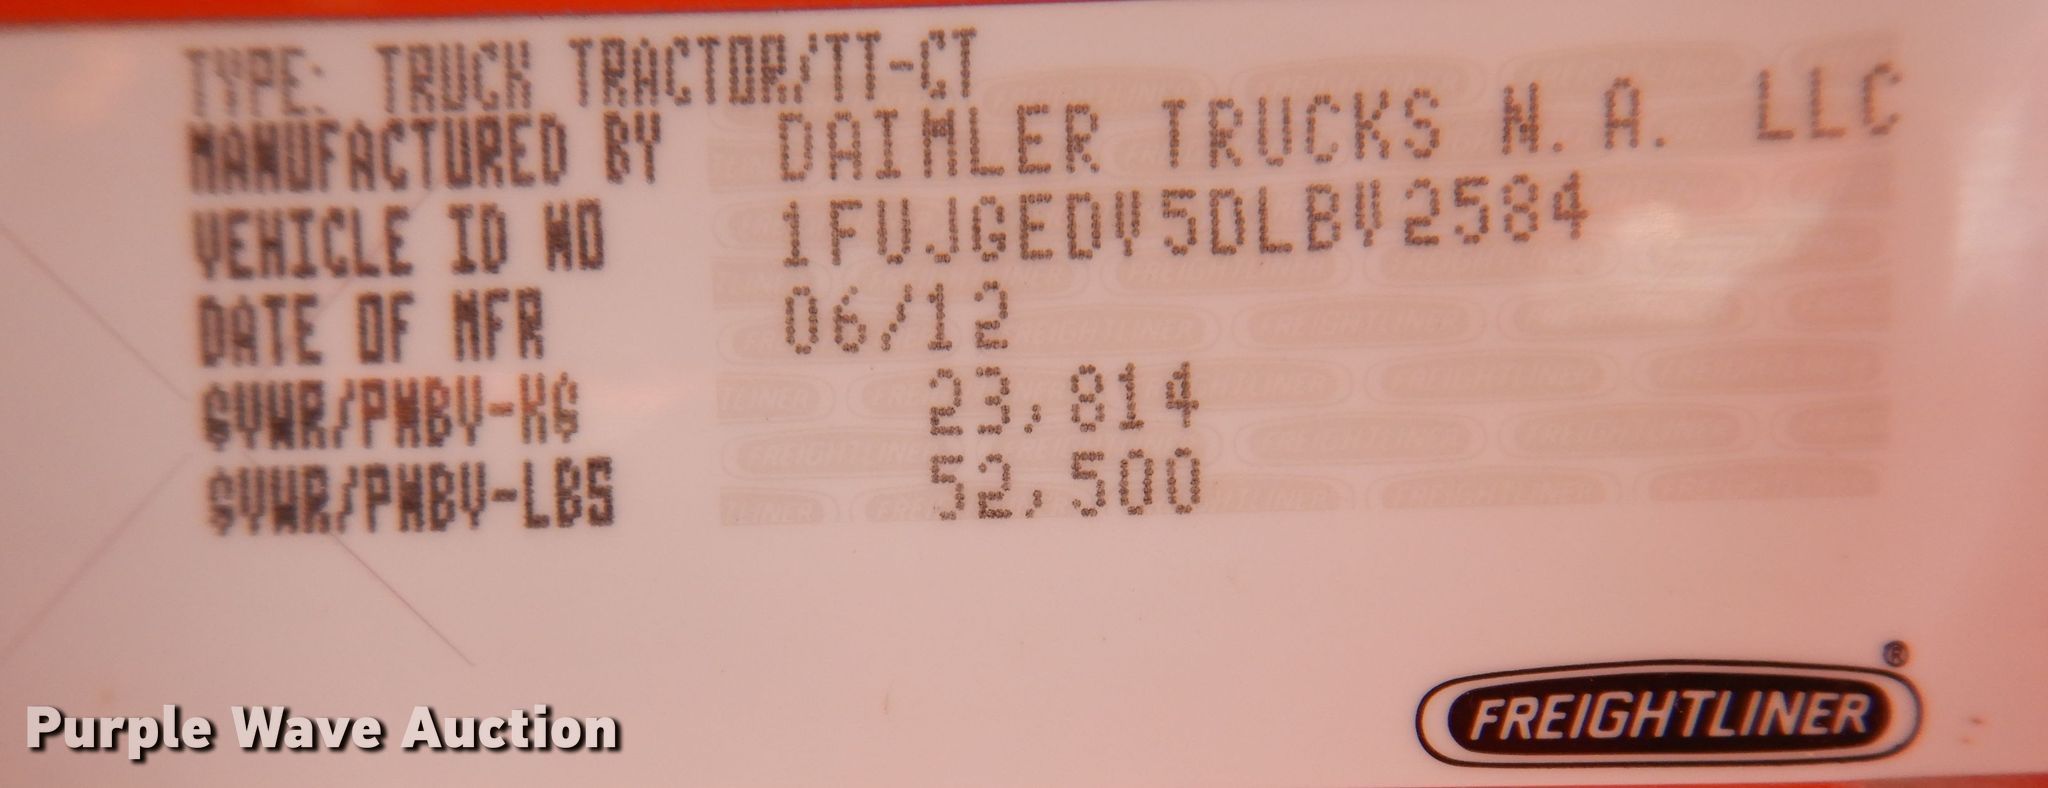 TYPE: TRUCK TRACTOR/TT-CT
MANUFACTURED BY DAIMLER TRUCKS N.A. LLC
VEHICLE ID NO 1FUJGEDV5DLBV2584
DATE OF MFR 06/12
GVWR/PNBV-KG 23,814
GVWR/PNBV-LBS 52,500
FREIGHTLINER®
Purple Wave Auction